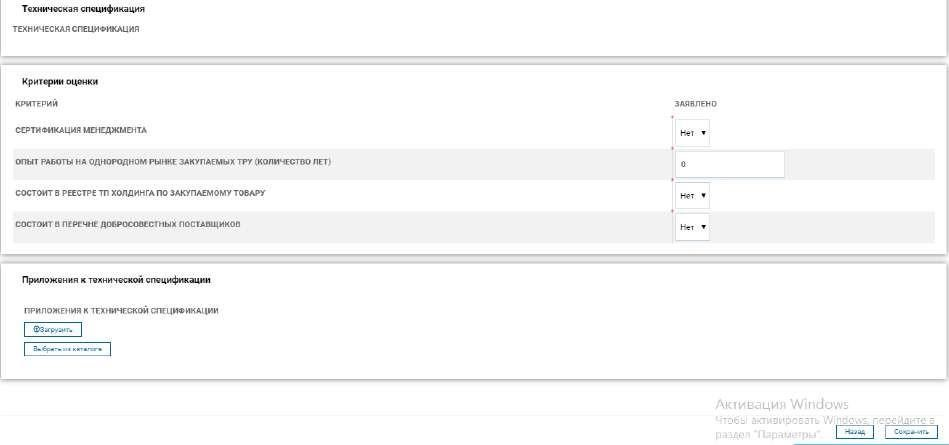 Техническая спецификация
ТЕХНИЧЕСКАЯ СПЕЦИФИКАЦИЯ
Критерии оценки
КРИТЕРИЙ ЗАЯВЛЕНО
СЕРТИФИКАЦИЯ МЕНЕДЖМЕНТА Нет
ОПЫТ РАБОТЫ НА ОДНОРОДНОМ РЫНКЕ ЗАКУПАЕМЫХ ТРУ (КОЛИЧЕСТВО ЛЕТ) 0
СОСТОИТ В РЕЕСТРЕ ТП ХОЛДИНГА ПО ЗАКУПАЕМОМУ ТОВАРУ Нет
СОСТОИТ В ПЕРЕЧНЕ ДОБРОСОВЕСТНЫХ ПОСТАВЩИКОВ Нет
Приложения к технической спецификации
ПРИЛОЖЕНИЯ К ТЕХНИЧЕСКОЙ СПЕЦИФИКАЦИИ
Загрузить
Выбрать из каталога
Активация Windows
Чтобы активировать Windows, перейдите в
раздел "Параметры".
Назад Сохранить